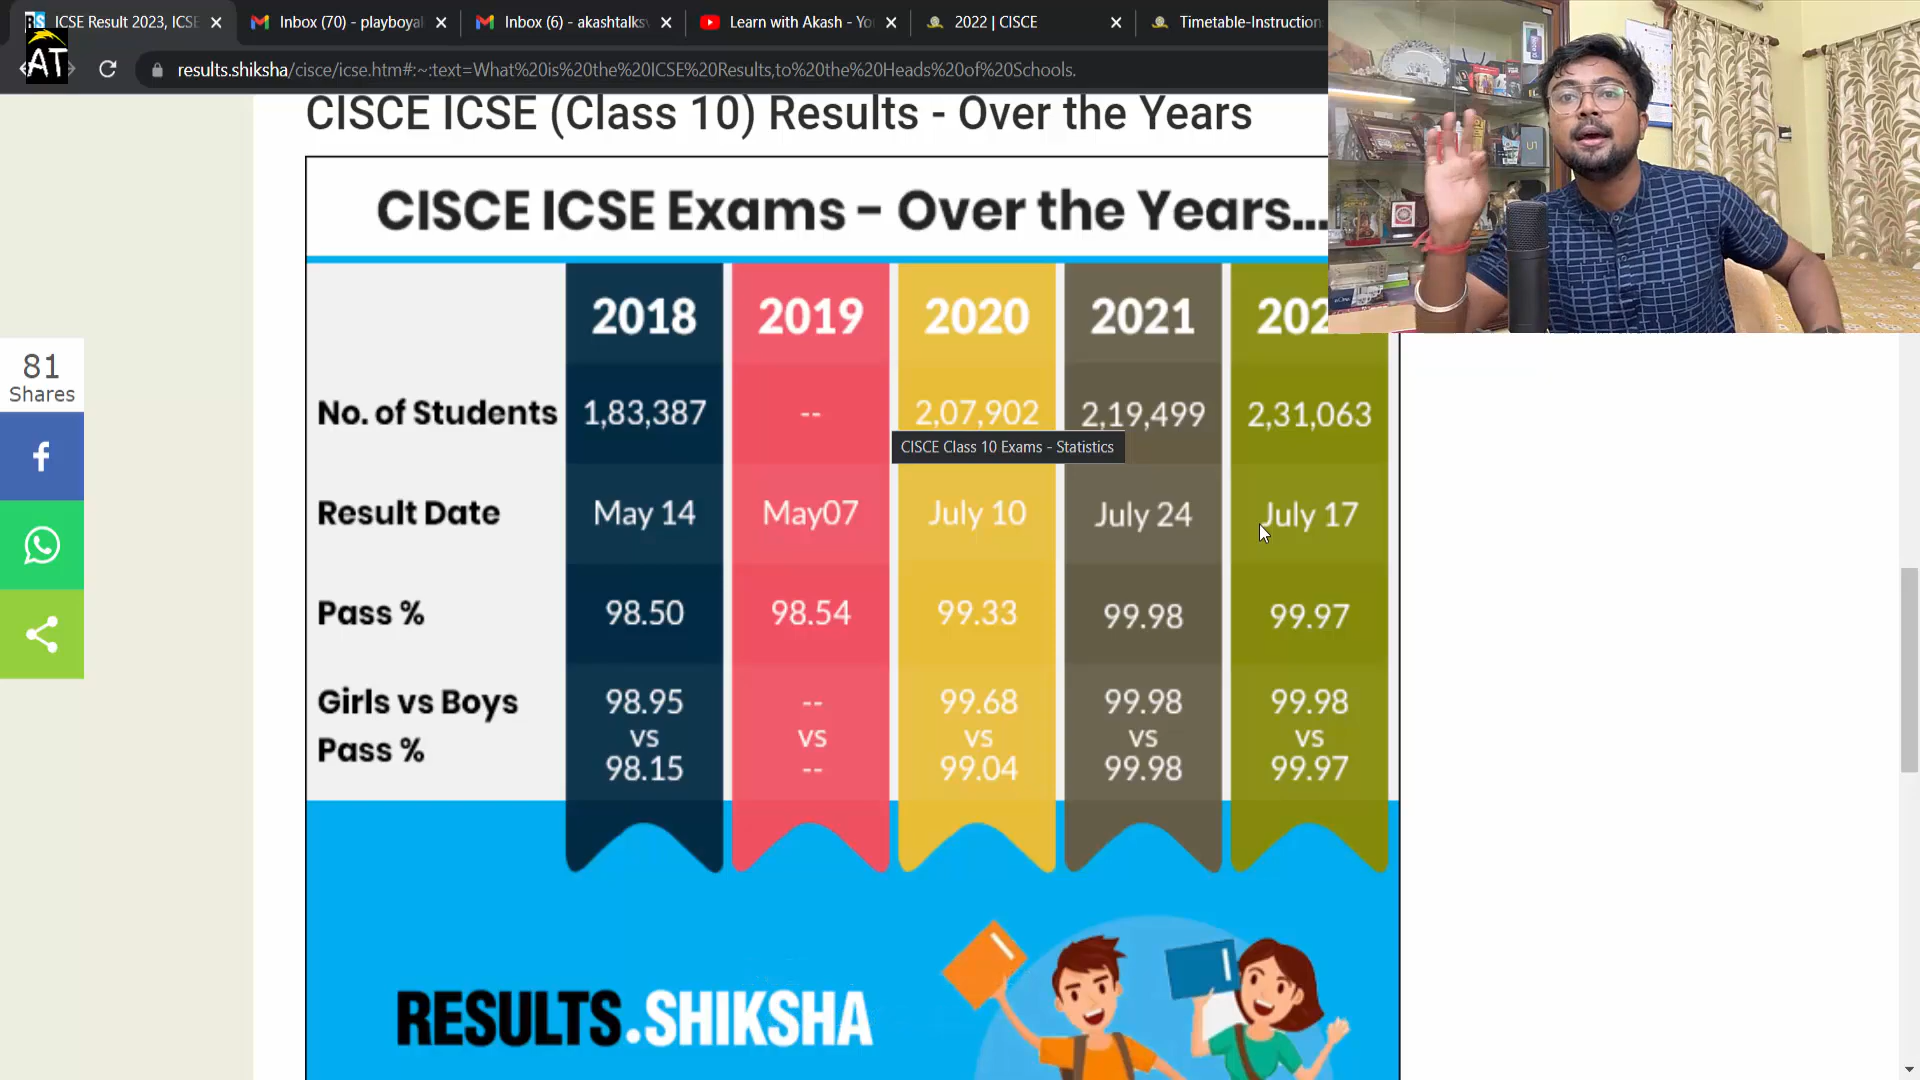 ICSE Result 2023, ICSE
Inbox (70) - playboyal
Inbox (6) - akashtalks
Learn with Akash - Yo
2022 | CISCE
Timetable-Instruction
AT
results.shiksha/cisce/icse.htm#:~:text=What%20is%20the%20ICSE%20Results,to%20the%20Heads%20of%20Schools.
CISCE ICSE (Class 10) Results - Over the Years
CISCE ICSE Exams - Over the Years...
2018 2019 2020 2021 202
No. of Students 1,83,387 -- 2,07,902 2,19,499 2,31,063
CISCE Class 10 Exams - Statistics
Result Date May 14 May07 July 10 July 24 July 17
Pass % 98.50 98.54 99.33 99.98 99.97
Girls vs Boys 98.95 -- 99.68 99.98 99.98
vs vs vs vs vs
Pass % 98.15 -- 99.04 99.98 99.97
81
Shares
RESULTS.SHIKSHA
U1